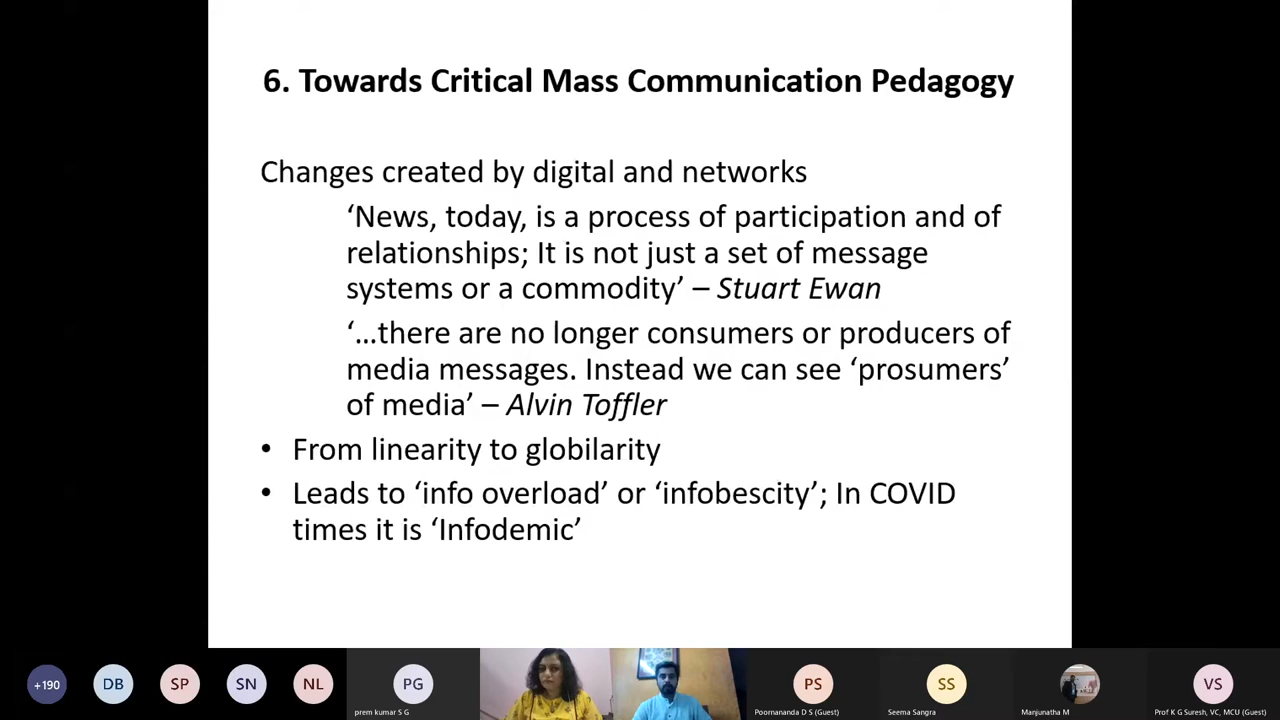 6. Towards Critical Mass Communication Pedagogy
Changes created by digital and networks
‘News, today, is a process of participation and of
relationships; It is not just a set of message
systems or a commodity’ – Stuart Ewan
‘…there are no longer consumers or producers of
media messages. Instead we can see ‘prosumers’
of media’ – Alvin Toffler
• From linearity to globilarity
• Leads to ‘info overload’ or ‘infobescity’; In COVID
times it is ‘Infodemic’
+190 DB SP SN NL PG PS SS VS
prem kumar S G Poornananda D S (Guest) Seema Sangra Manjunatha M Prof K G Suresh, VC, MCU (Guest)